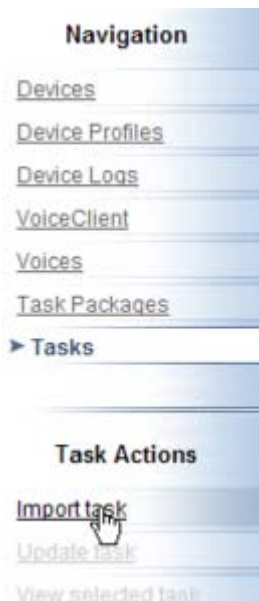 Navigation
Devices
Device Profiles
Device Logs
VoiceClient
Voices
Task Packages
Tasks
Task Actions
Import task
Update task
View selected task